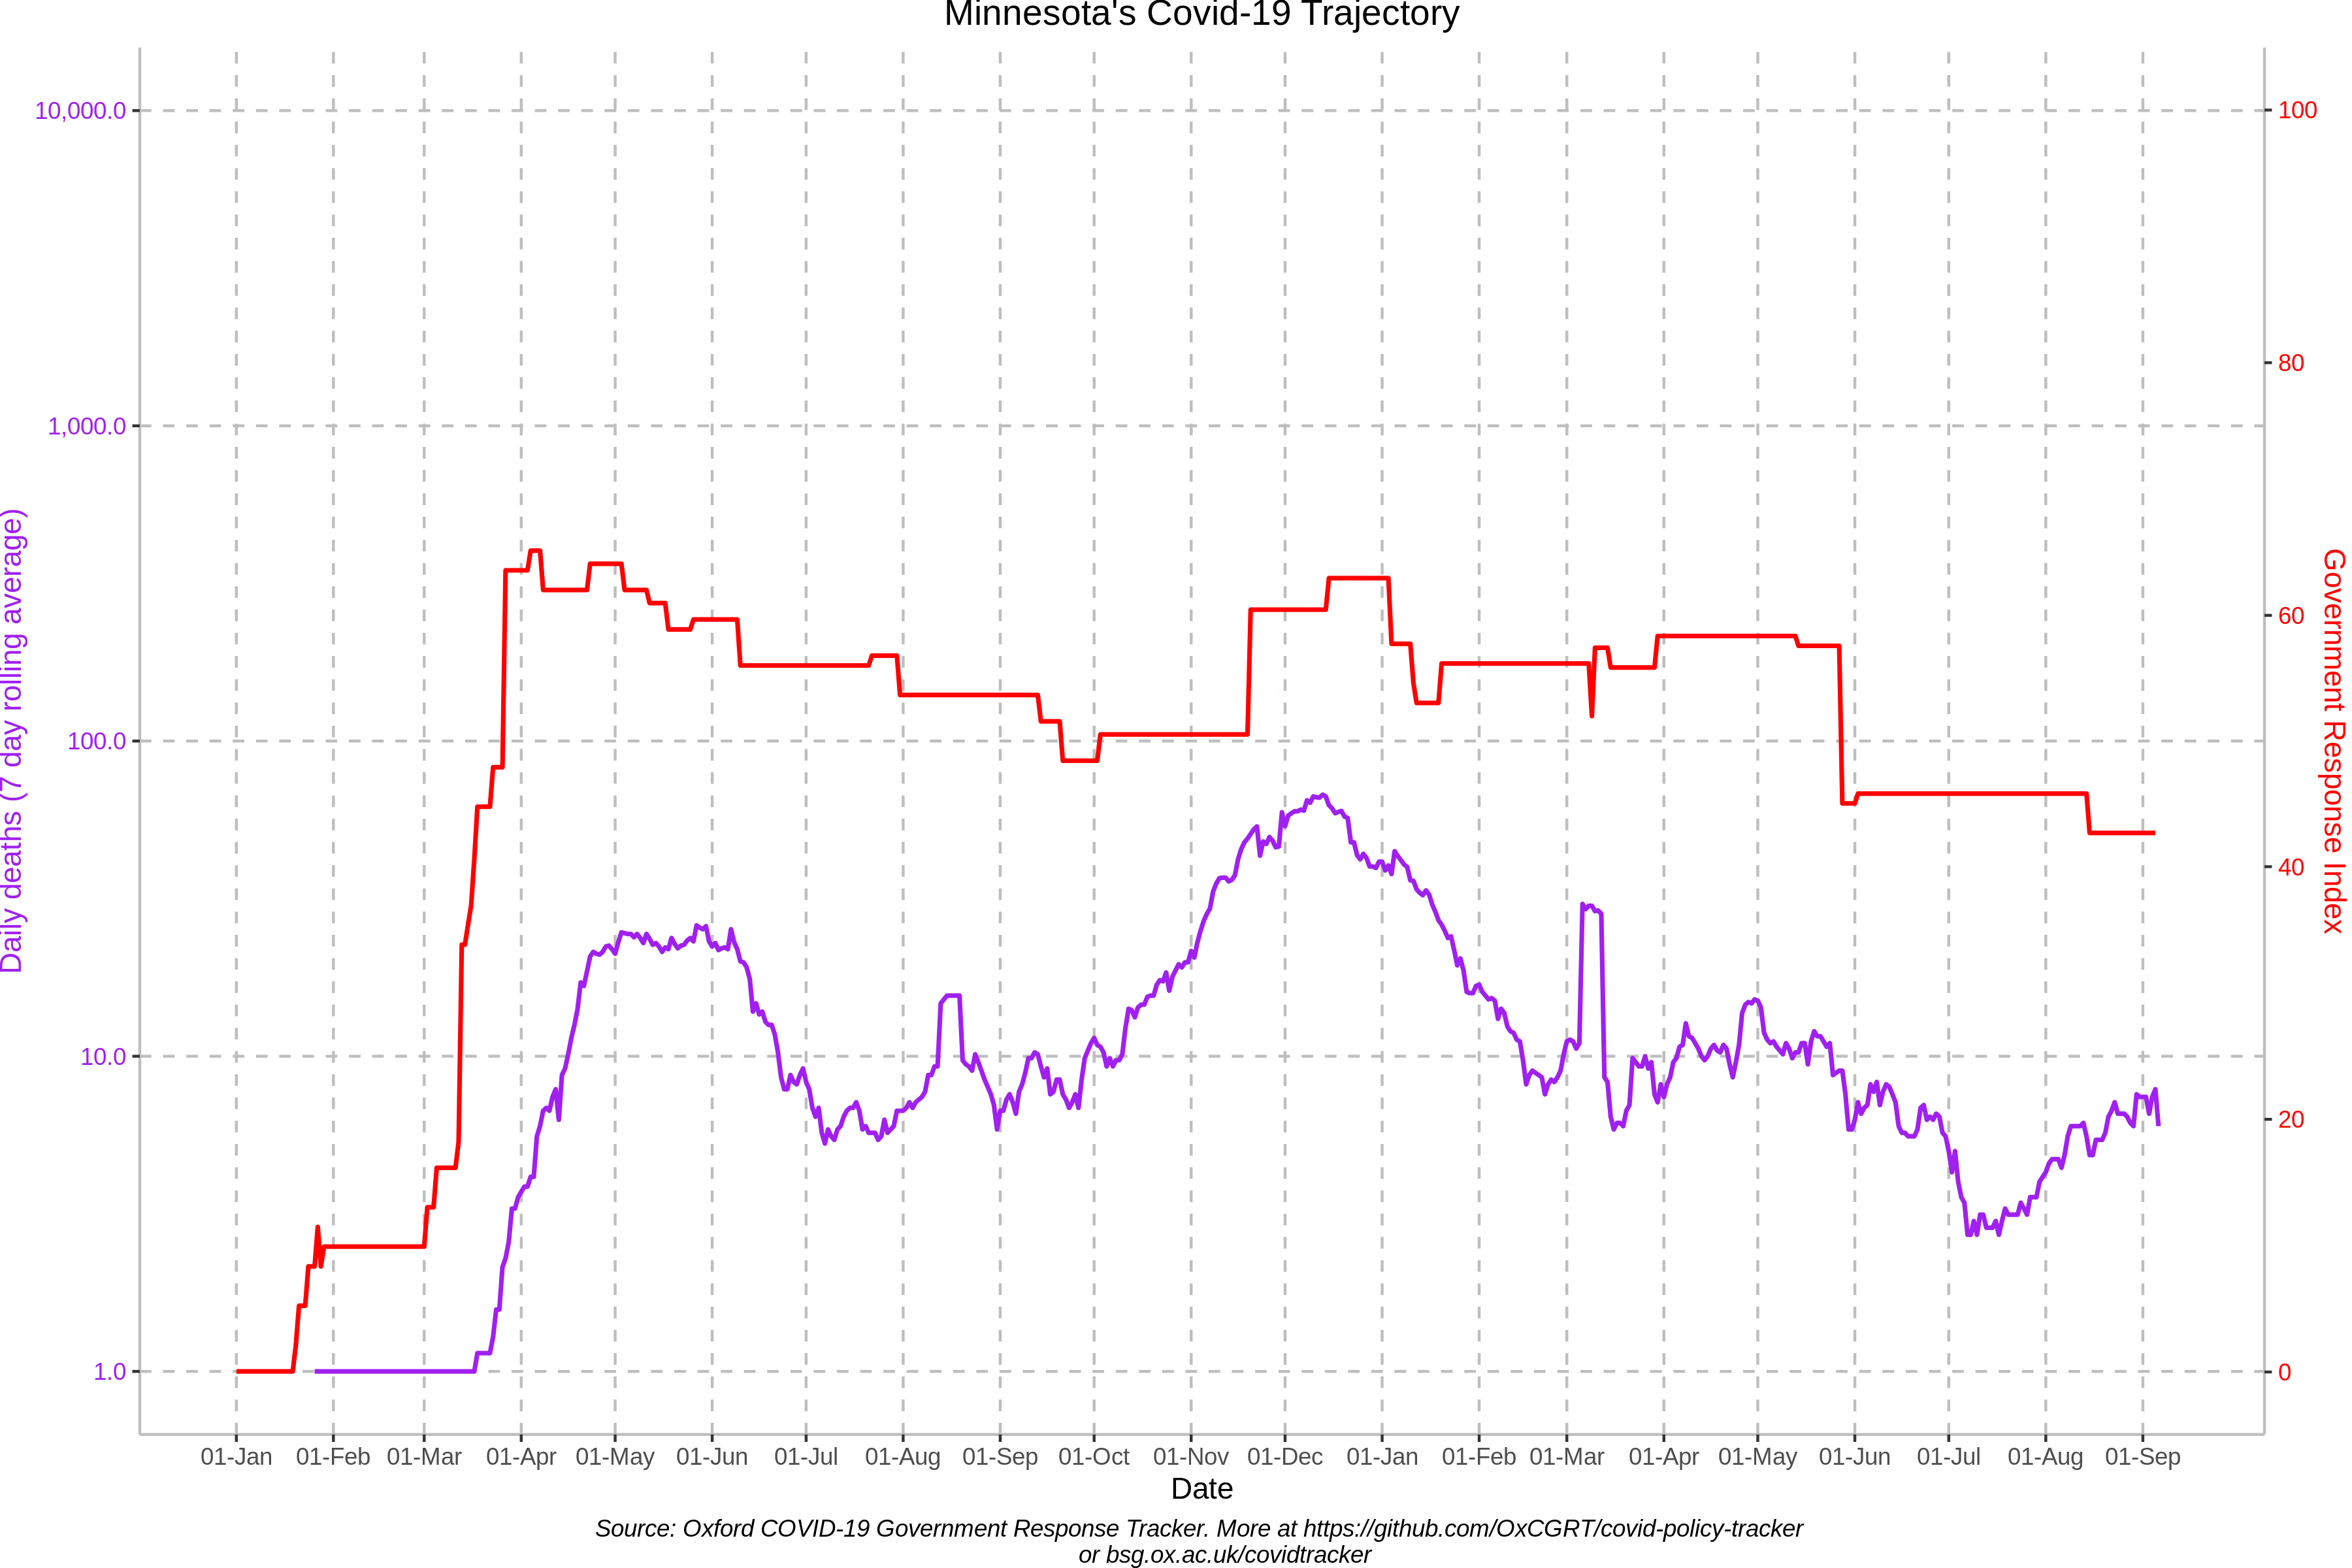 Minnesota's Covid-19 Trajectory
10,000.0
1,000.0
100.0
10.0
1.0
Daily deaths (7 day rolling average)
100
80
60
40
20
0
Government Response Index
01-Jan 01-Feb 01-Mar 01-Apr 01-May 01-Jun 01-Jul 01-Aug 01-Sep 01-Oct 01-Nov 01-Dec 01-Jan 01-Feb 01-Mar 01-Apr 01-May 01-Jun 01-Jul 01-Aug 01-Sep
Date
Source: Oxford COVID-19 Government Response Tracker. More at https://github.com/OxCGRT/covid-policy-tracker
or bsg.ox.ac.uk/covidtracker